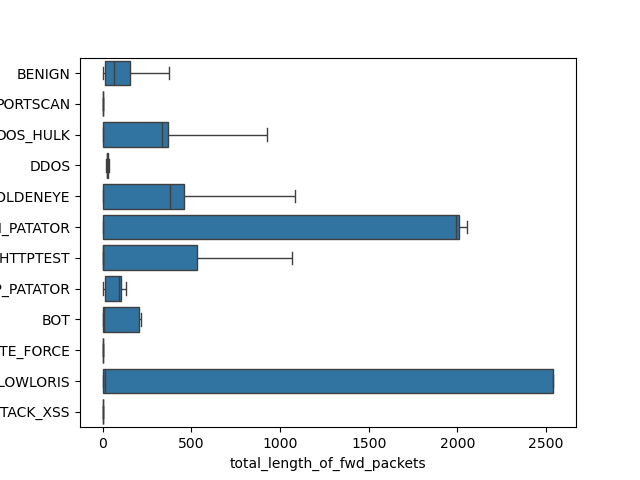 BENIGN
PORTSCAN
DOS_HULK
DDOS
OLDENEYE
_PATATOR
HTTPTEST
P_PATATOR
BOT
TE_FORCE
LOWLORIS
TACK_XSS
0 500 1000 1500 2000 2500
total_length_of_fwd_packets